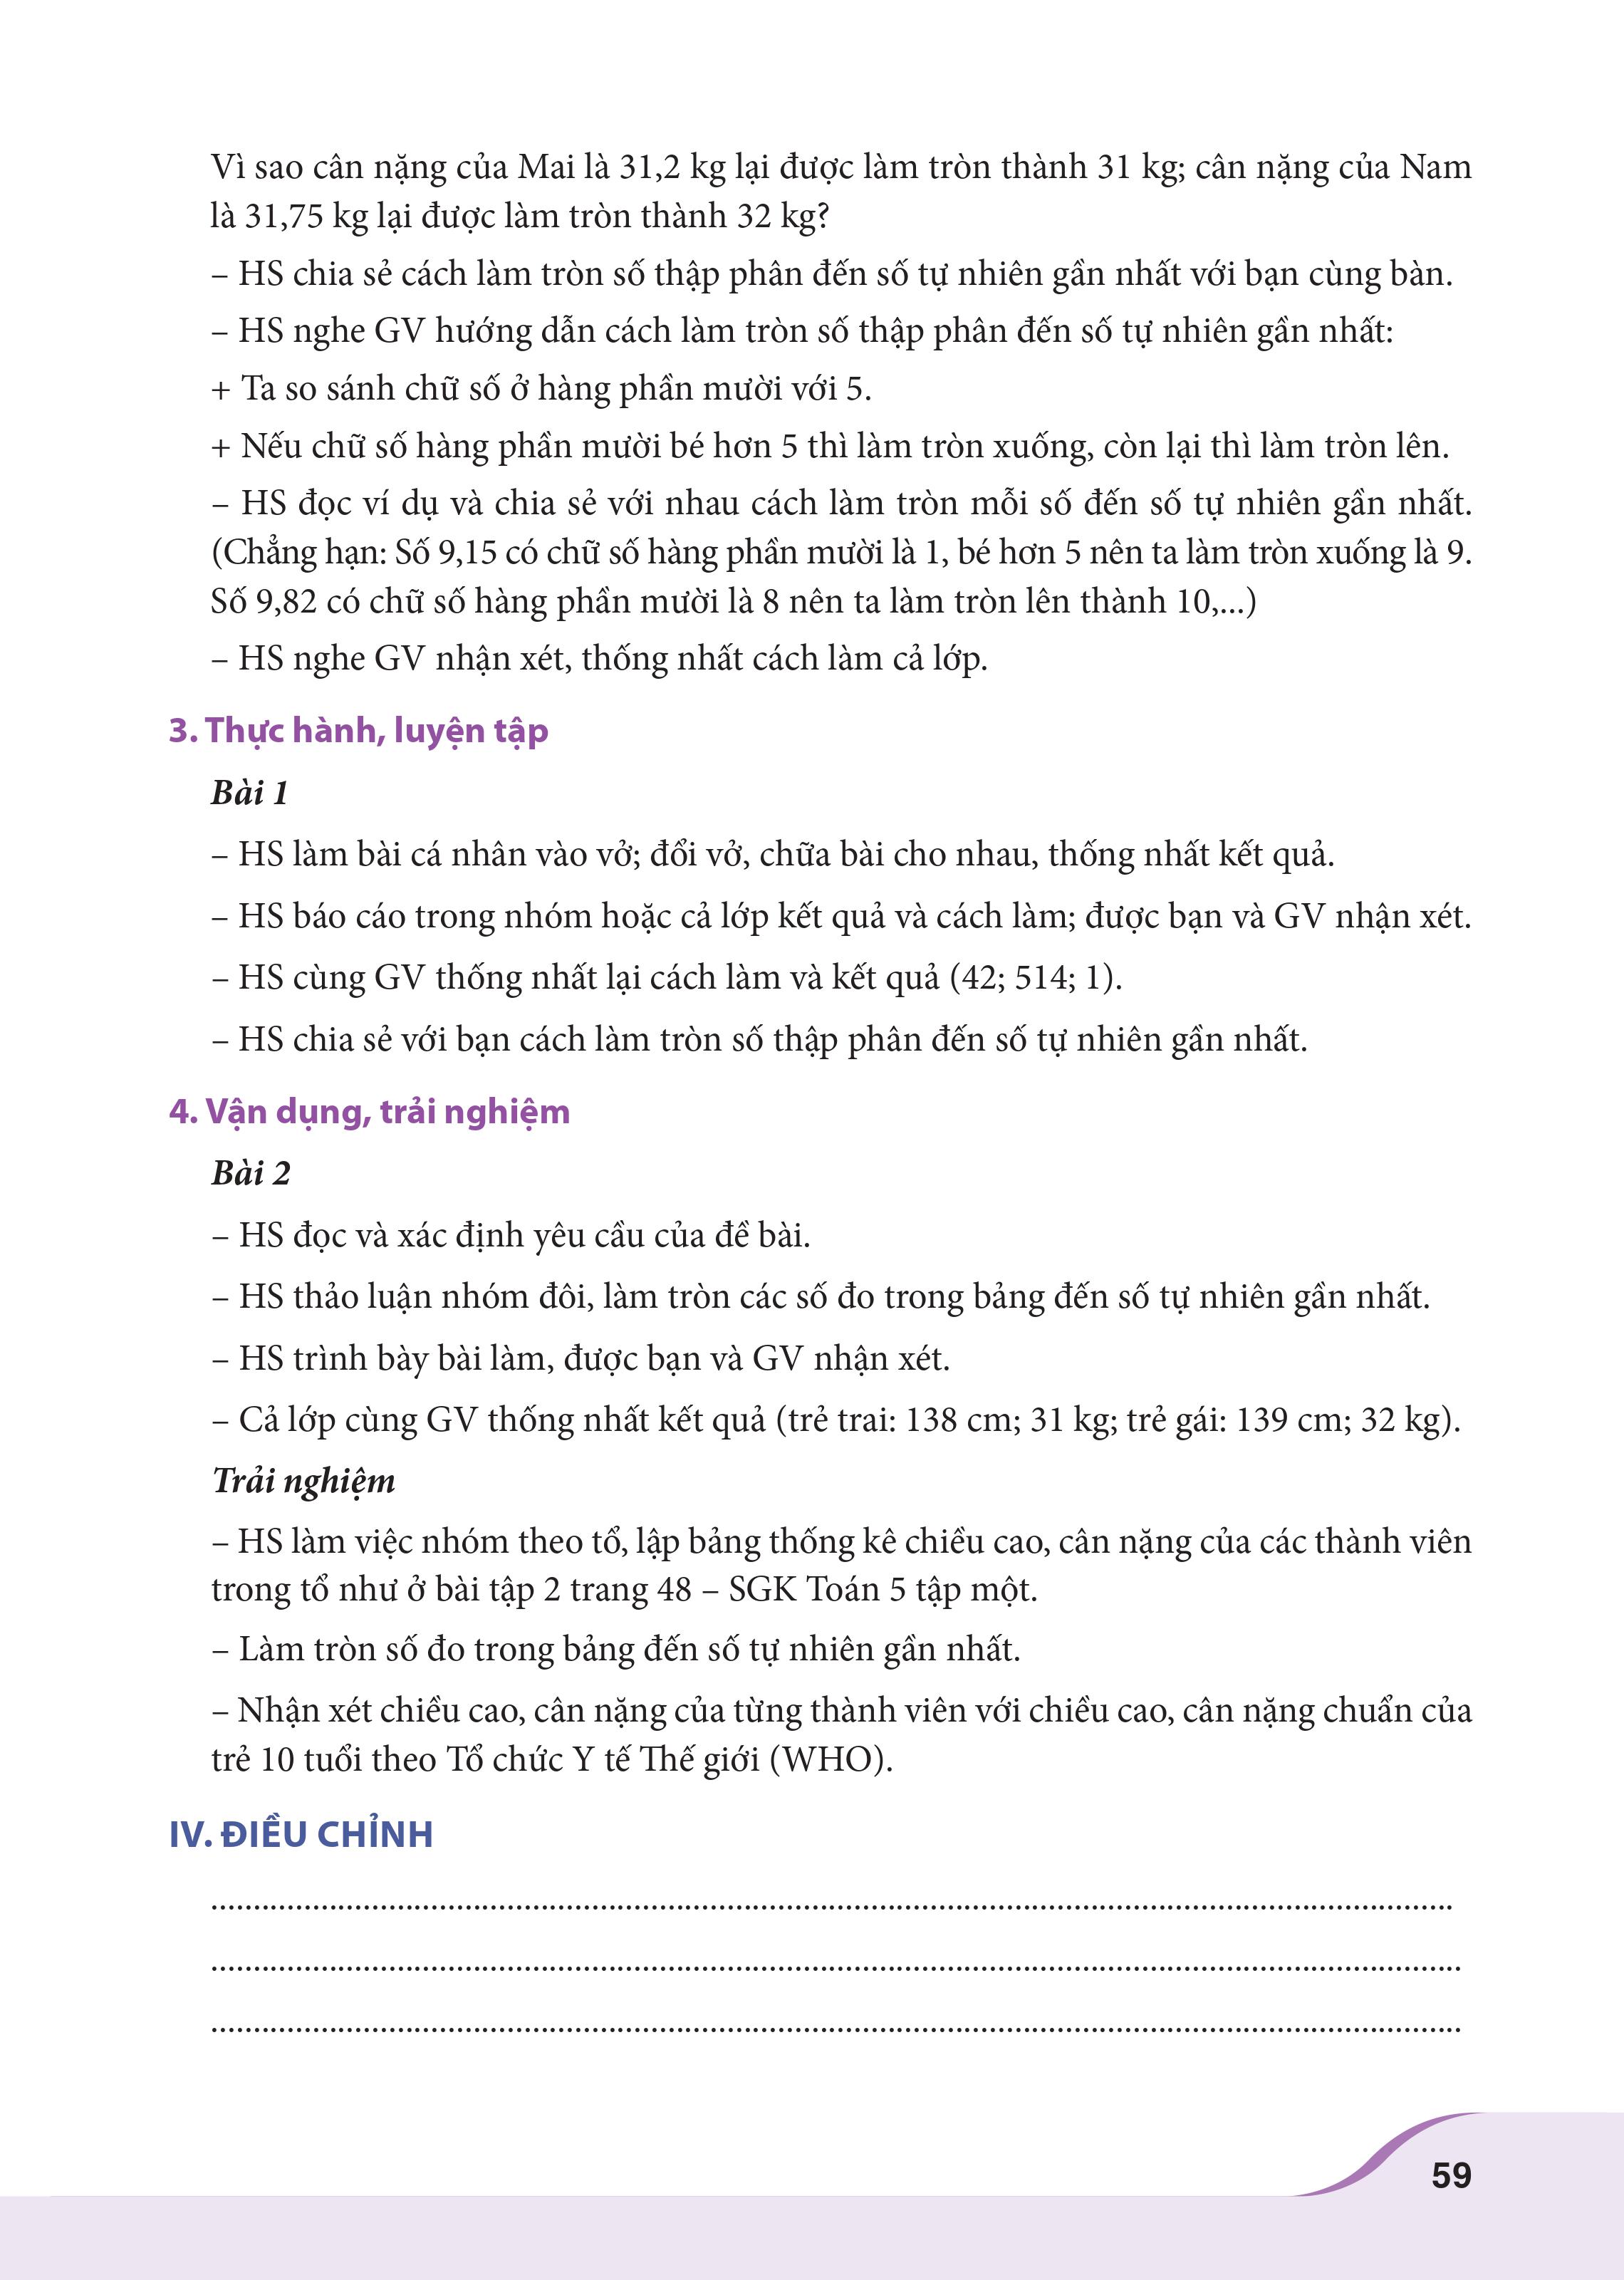 Vì sao cân nặng của Mai là 31,2 kg lại được làm tròn thành 31 kg; cân nặng của Nam
là 31,75 kg lại được làm tròn thành 32 kg?
– HS chia sẻ cách làm tròn số thập phân đến số tự nhiên gần nhất với bạn cùng bàn.
– HS nghe GV hướng dẫn cách làm tròn số thập phân đến số tự nhiên gần nhất:
+ Ta so sánh chữ số ở hàng phần mười với 5.
+ Nếu chữ số hàng phần mười bé hơn 5 thì làm tròn xuống, còn lại thì làm tròn lên.
– HS đọc ví dụ và chia sẻ với nhau cách làm tròn mỗi số đến số tự nhiên gần nhất.
(Chẳng hạn: Số 9,15 có chữ số hàng phần mười là 1, bé hơn 5 nên ta làm tròn xuống là 9.
Số 9,82 có chữ số hàng phần mười là 8 nên ta làm tròn lên thành 10,...)
– HS nghe GV nhận xét, thống nhất cách làm cả lớp.
3. Thực hành, luyện tập
Bài 1
– HS làm bài cá nhân vào vở; đổi vở, chữa bài cho nhau, thống nhất kết quả.
– HS báo cáo trong nhóm hoặc cả lớp kết quả và cách làm; được bạn và GV nhận xét.
– HS cùng GV thống nhất lại cách làm và kết quả (42; 514; 1).
– HS chia sẻ với bạn cách làm tròn số thập phân đến số tự nhiên gần nhất.
4. Vận dụng, trải nghiệm
Bài 2
– HS đọc và xác định yêu cầu của đề bài.
– HS thảo luận nhóm đôi, làm tròn các số đo trong bảng đến số tự nhiên gần nhất.
– HS trình bày bài làm, được bạn và GV nhận xét.
– Cả lớp cùng GV thống nhất kết quả (trẻ trai: 138 cm; 31 kg; trẻ gái: 139 cm; 32 kg).
Trải nghiệm
– HS làm việc nhóm theo tổ, lập bảng thống kê chiều cao, cân nặng của các thành viên
trong tổ như ở bài tập 2 trang 48 – SGK Toán 5 tập một.
– Làm tròn số đo trong bảng đến số tự nhiên gần nhất.
– Nhận xét chiều cao, cân nặng của từng thành viên với chiều cao, cân nặng chuẩn của
trẻ 10 tuổi theo Tổ chức Y tế Thế giới (WHO).
IV. ĐIỀU CHỈNH
59